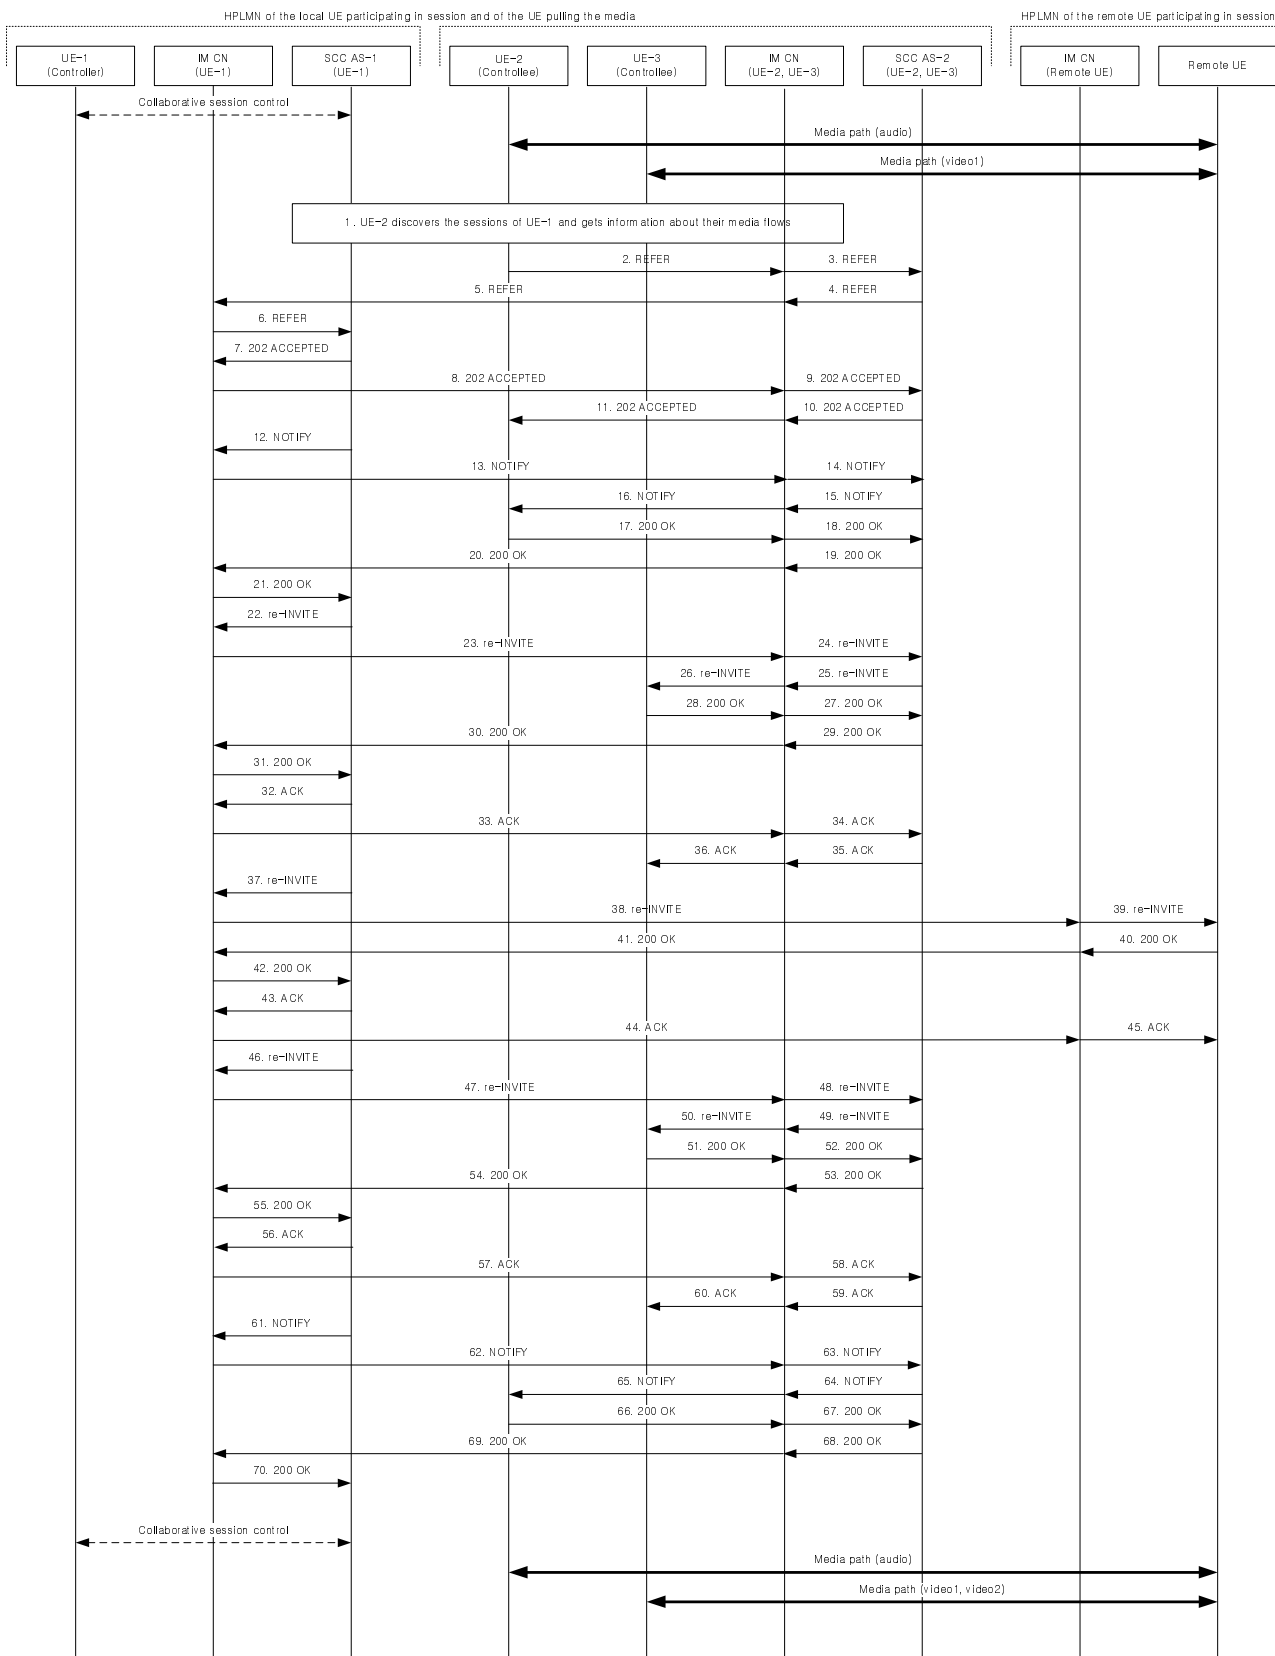 HPLMN of the local UE participating in session and of the UE pulling the media
HPLMN of the remote UE participating in session
UE-1
(Controller)
IM CN
(UE-1)
SCC AS-1
(UE-1)
UE-2
(Controllee)
UE-3
(Controllee)
IM CN
(UE-2, UE-3)
SCC AS-2
(UE-2, UE-3)
IM CN
(Remote UE)
Remote UE
Collaborative session control
Media path (audio)
Media path (video1)
1. UE-2 discovers the sessions of UE-1 and gets information about their media flows
2. REFER
3. REFER
5. REFER
4. REFER
6. REFER
7. 202 ACCEPTED
8. 202 ACCEPTED
9. 202 ACCEPTED
11. 202 ACCEPTED
10. 202 ACCEPTED
12. NOTIFY
13. NOTIFY
14. NOTIFY
16. NOTIFY
15. NOTIFY
17. 200 OK
18. 200 OK
20. 200 OK
19. 200 OK
21. 200 OK
22. re-INVITE
23. re-INVITE
24. re-INVITE
26. re-INVITE
25. re-INVITE
28. 200 OK
27. 200 OK
30. 200 OK
29. 200 OK
31. 200 OK
32. ACK
33. ACK
34. ACK
36. ACK
35. ACK
37. re-INVITE
38. re-INVITE
39. re-INVITE
41. 200 OK
40. 200 OK
42. 200 OK
43. ACK
44. ACK
45. ACK
46. re-INVITE
47. re-INVITE
48. re-INVITE
50. re-INVITE
49. re-INVITE
51. 200 OK
52. 200 OK
54. 200 OK
53. 200 OK
55. 200 OK
56. ACK
57. ACK
58. ACK
60. ACK
59. ACK
61. NOTIFY
62. NOTIFY
63. NOTIFY
65. NOTIFY
64. NOTIFY
66. 200 OK
67. 200 OK
69. 200 OK
68. 200 OK
70. 200 OK
Collaborative session control
Media path (audio)
Media path (video1, video2)